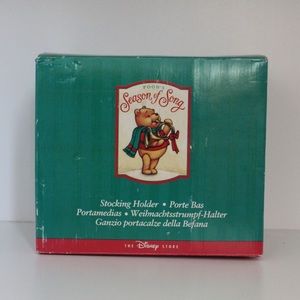 POOH'S
Season of Song
Stocking Holder • Porte Bas
Portamedias • Weihnachtsstrumpf-Halter
Ganzio portacalze della Befana
THE Disney STORE